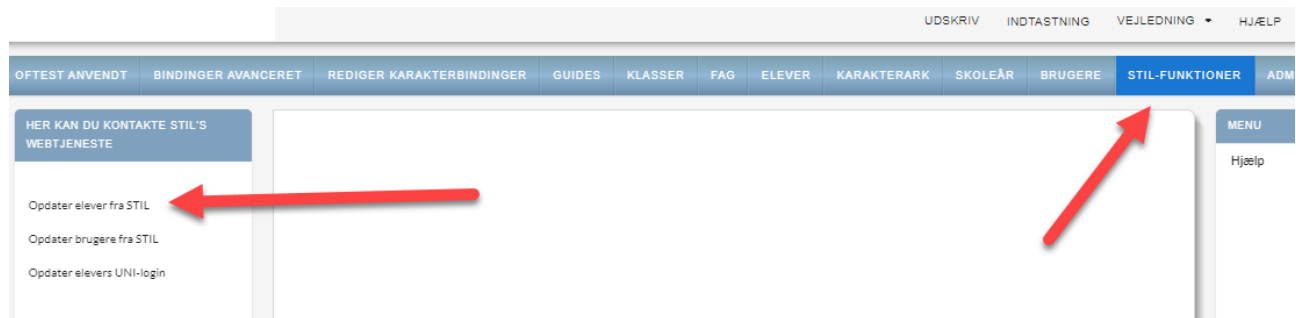 UDSKRIV INDTASTNING VEJLEDNING HJÆLP
OFTEST ANVENDT BINDINGER AVANCERET REDIGER KARAKTERBINDINGER GUIDES KLASSER FAG ELEVER KARAKTERARK SKOLEÅR BRUGERE STIL-FUNKTIONER ADM
HER KAN DU KONTAKTE STIL'S
WEBTJENESTE
Opdater elever fra STIL
Opdater brugere fra STIL
Opdater elevers UNI-login
MENU
Hjælp